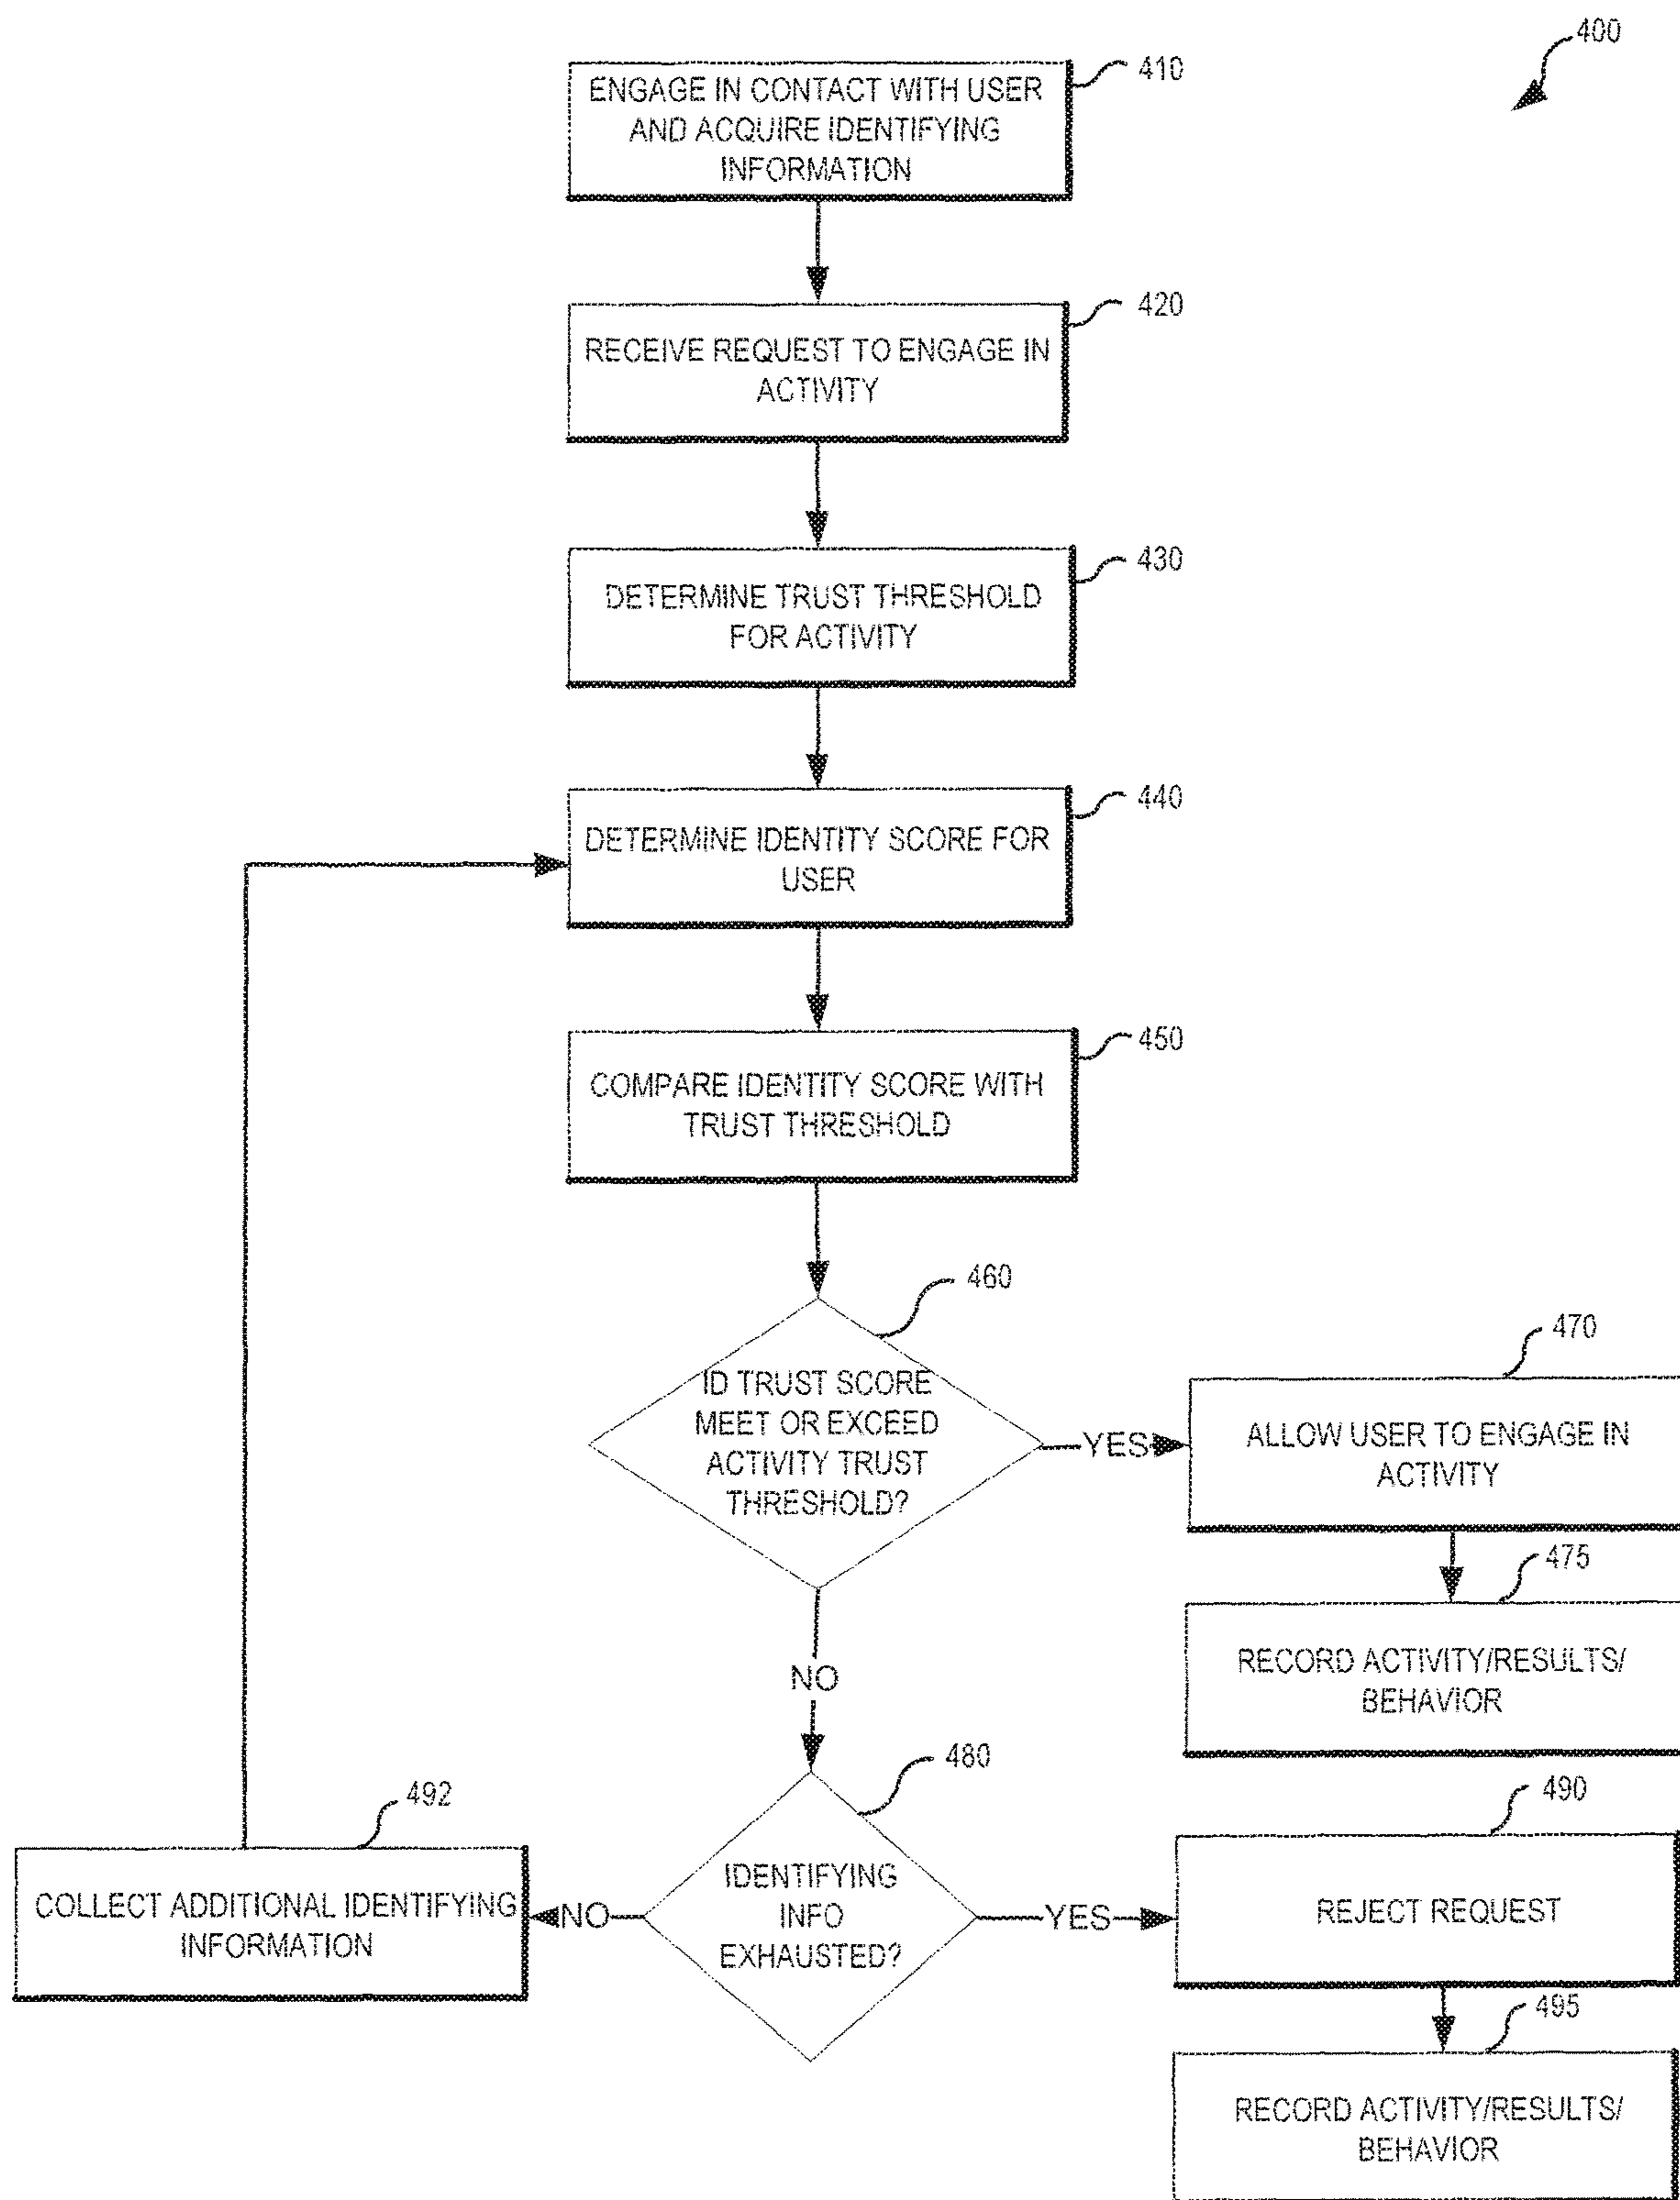 400
410
ENGAGE IN CONTACT WITH USER
AND ACQUIRE IDENTIFYING
INFORMATION
420
RECEIVE REQUEST TO ENGAGE IN
ACTIVITY
430
DETERMINE TRUST THRESHOLD
FOR ACTIVITY
440
DETERMINE IDENTITY SCORE FOR
USER
450
COMPARE IDENTITY SCORE WITH
TRUST THRESHOLD
460
ID TRUST SCORE
MEET OR EXCEED
ACTIVITY TRUST
THRESHOLD?
YES
470
ALLOW USER TO ENGAGE IN
ACTIVITY
475
RECORD ACTIVITY/RESULTS/
BEHAVIOR
NO
480
IDENTIFYING
INFO
EXHAUSTED?
NO
492
COLLECT ADDITIONAL IDENTIFYING
INFORMATION
YES
490
REJECT REQUEST
495
RECORD ACTIVITY/RESULTS/
BEHAVIOR